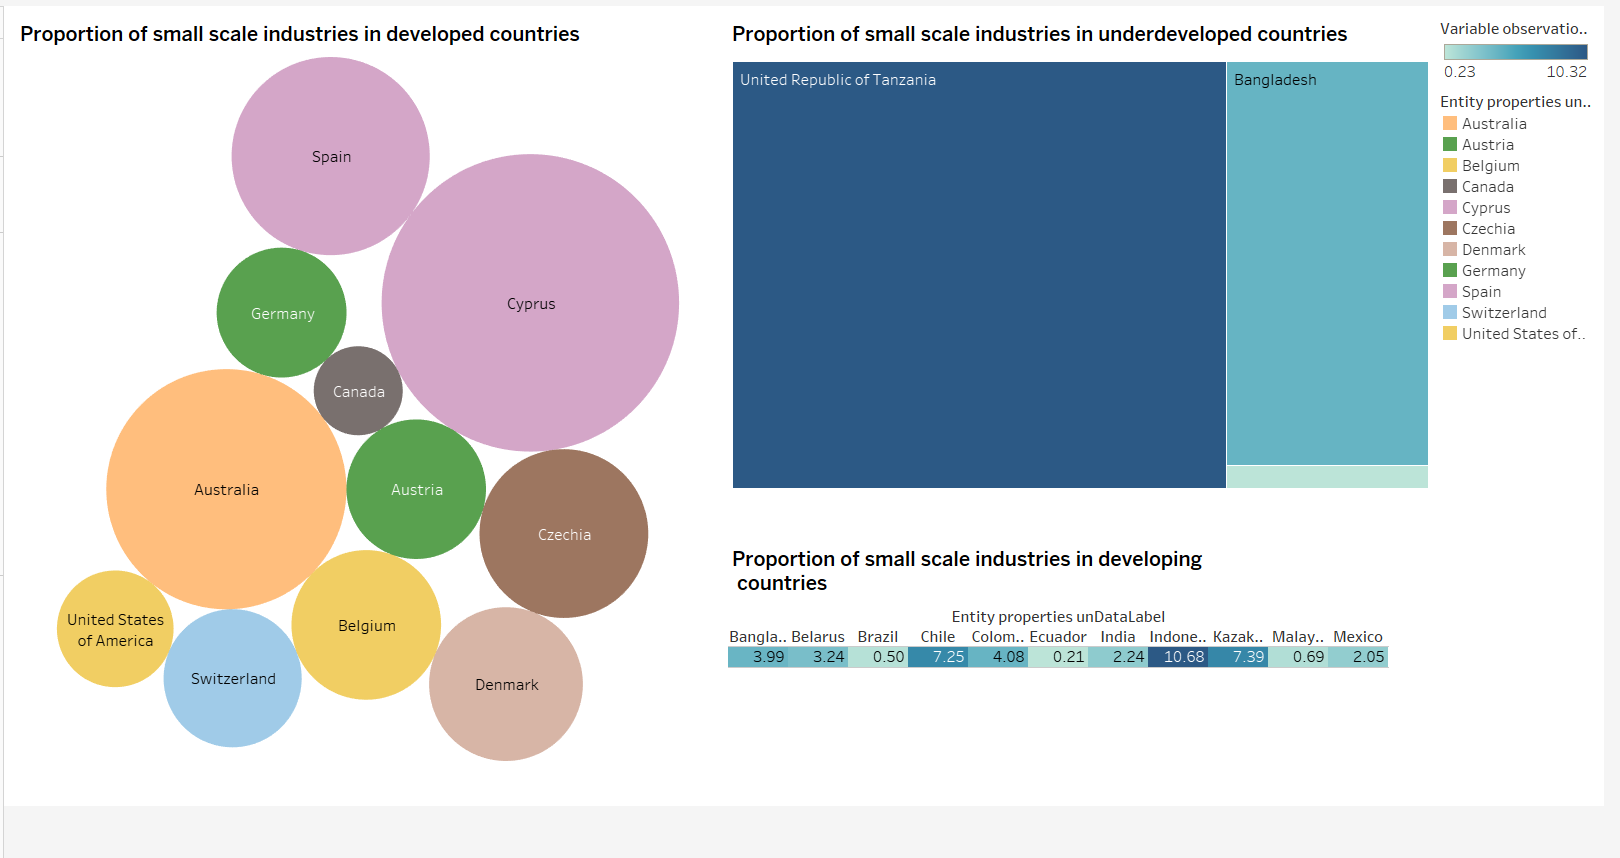 Proportion of small scale industries in developed countries
Spain
Cyprus
Germany
Canada
Australia
Austria
Czechia
United States
of America
Belgium
Switzerland
Denmark
Proportion of small scale industries in underdeveloped countries
United Republic of Tanzania
Bangladesh
Variable observatio..
0.23 10.32
Entity properties un..
Australia
Austria
Belgium
Canada
Cyprus
Czechia
Denmark
Germany
Spain
Switzerland
United States of..
Proportion of small scale industries in developing
countries
Entity properties unDataLabel
Bangla.. Belarus Brazil Chile Colom.. Ecuador India Indone.. Kazak.. Malay.. Mexico
3.99 3.24 0.50 7.25 4.08 0.21 2.24 10.68 7.39 0.69 2.05